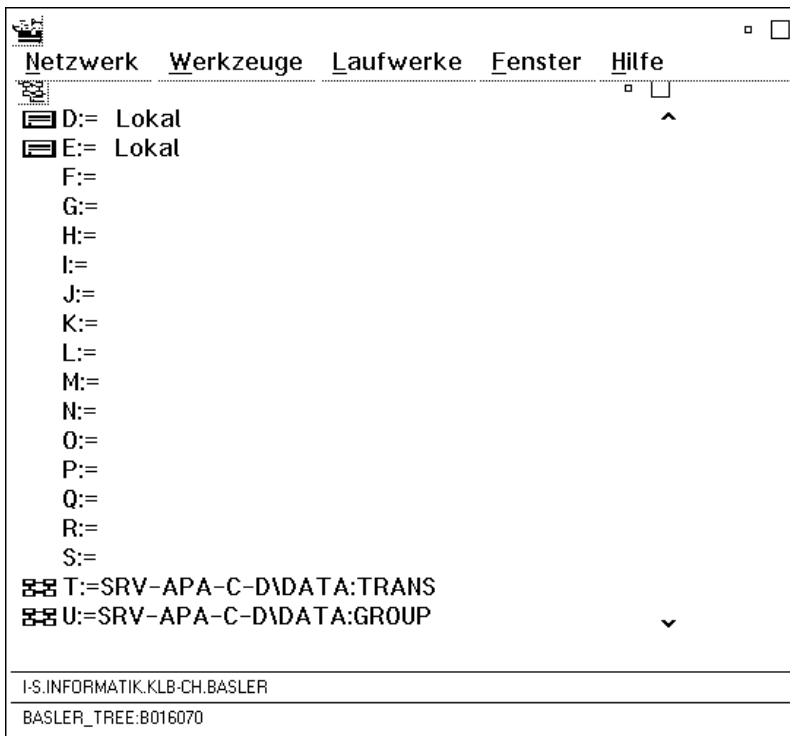 Netzwerk Werkzeuge Laufwerke Fenster Hilfe
D:= Lokal
E:= Lokal
F:=
G:=
H:=
I:=
J:=
K:=
L:=
M:=
N:=
O:=
P:=
Q:=
R:=
S:=
T:=SRV-APA-C-D\DATA:TRANS
U:=SRV-APA-C-D\DATA:GROUP
I-S.INFORMATIK.KLB-CH.BASLER
BASLER_TREE:B016070